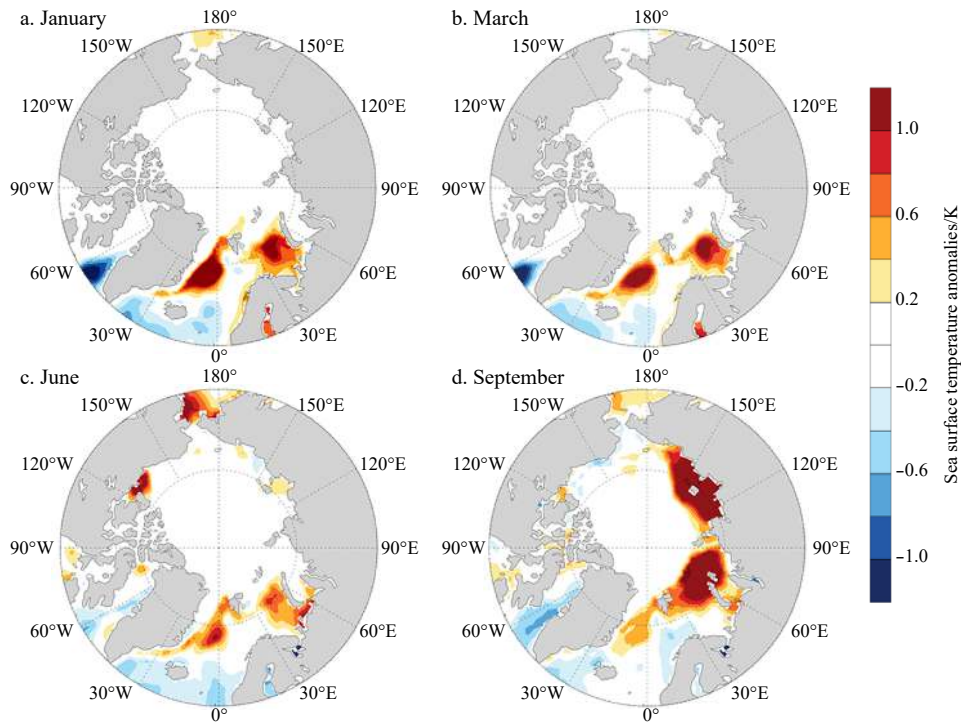 a. January
180°
150°W
150°E
120°W
120°E
90°W
90°E
60°W
60°E
30°W
30°E
0°
b. March
180°
150°W
150°E
120°W
120°E
90°W
90°E
60°W
60°E
30°W
30°E
0°
c. June
180°
150°W
150°E
120°W
120°E
90°W
90°E
60°W
60°E
30°W
30°E
0°
d. September
180°
150°W
150°E
120°W
120°E
90°W
90°E
60°W
60°E
30°W
30°E
0°
1.0
0.6
0.2
−0.2
−0.6
−1.0
Sea surface temperature anomalies/K